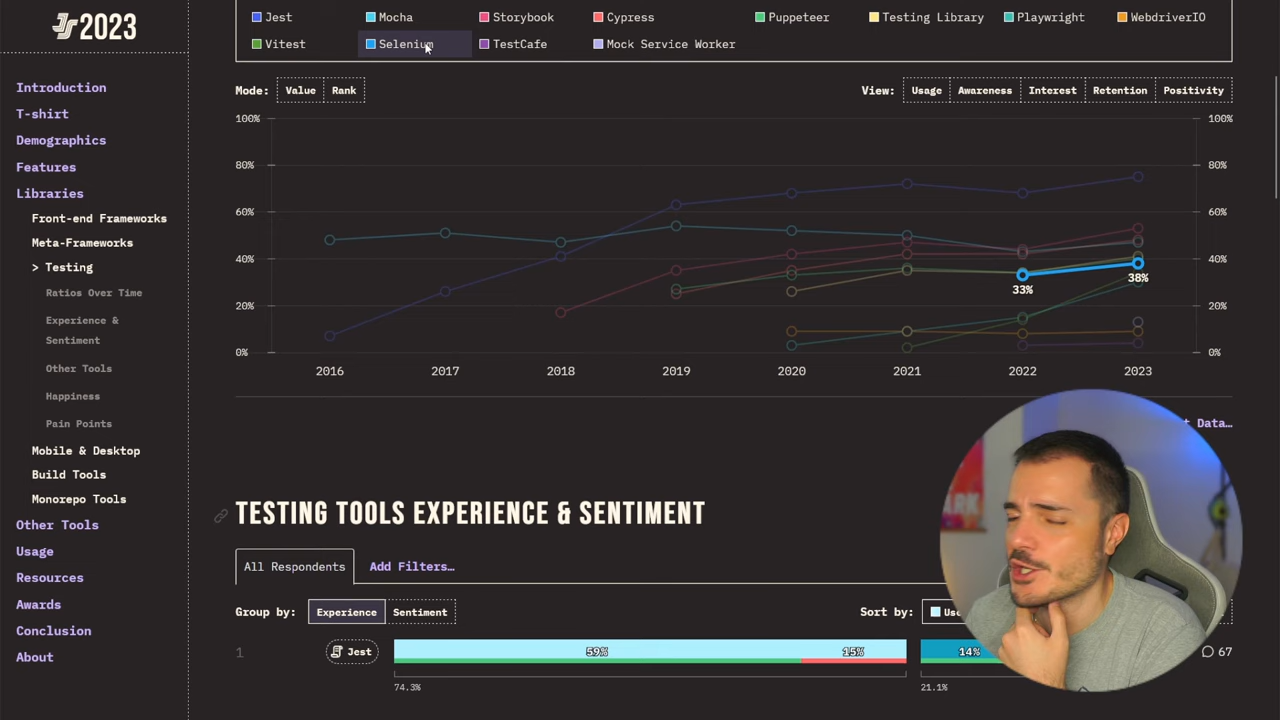 JS 2023
Introduction
T-shirt
Demographics
Features
Libraries
Front-end Frameworks
Meta-Frameworks
> Testing
Ratios Over Time
Experience &
Sentiment
Other Tools
Happiness
Pain Points
Mobile & Desktop
Build Tools
Monorepo Tools
Other Tools
Usage
Resources
Awards
Conclusion
About
Jest Mocha Storybook Cypress Puppeteer Testing Library Playwright WebdriverIO
Vitest Selenium TestCafe Mock Service Worker
Mode: Value Rank View: Usage Awareness Interest Retention Positivity
100% 100%
80% 80%
60% 60%
40% 40%
33% 38%
20% 20%
0% 0%
2016 2017 2018 2019 2020 2021 2022 2023
t Data…
TESTING TOOLS EXPERIENCE & SENTIMENT
All Respondents Add Filters…
Group by: Experience Sentiment Sort by:
1 Jest 59% 15% 14% 67
74.3% 21.1%